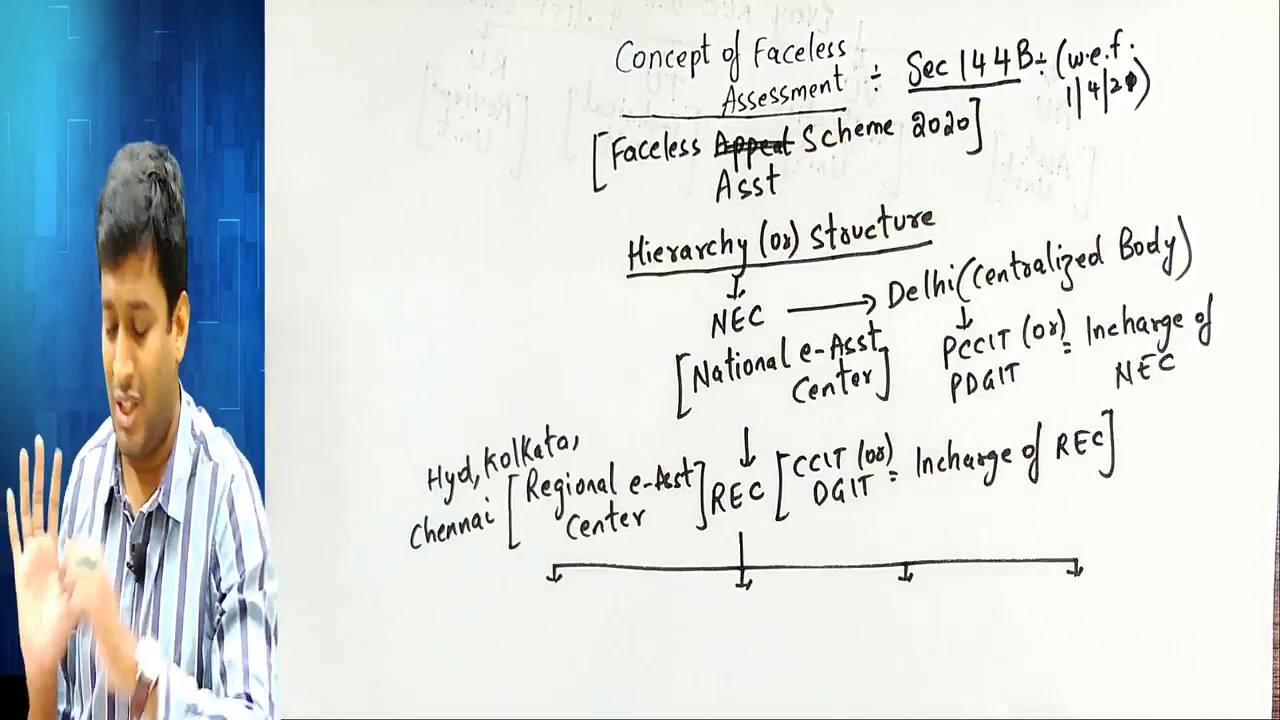 Concept of Faceless
Assessment ÷ Sec 144B ÷ (w.e.f.
1/4/21)
[Faceless Appeal Scheme 2020]
Asst
Hierarchy (or) Structure
NEC → Delhi (Centralized Body)
[National e-Asst
Center]
PCCIT (or) = Incharge of
PDGIT NEC
Hyd, Kolkata,
Chennai [Regional e-Asst
Center] REC [CCIT (or)
DGIT = Incharge of REC]